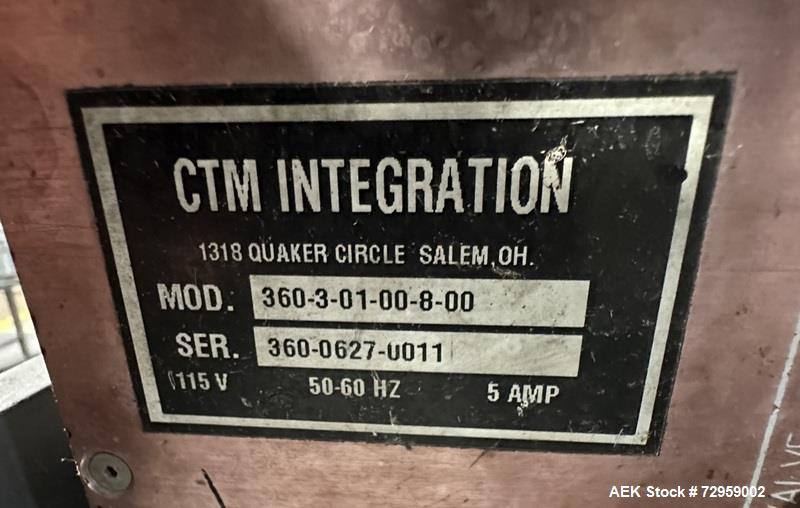 CTM INTEGRATION
1318 QUAKER CIRCLE SALEM, OH.
MOD. 360-3-01-00-8-00
SER. 360-0627-0011
115 V 50-60 HZ 5 AMP
AEK Stock # 72959002